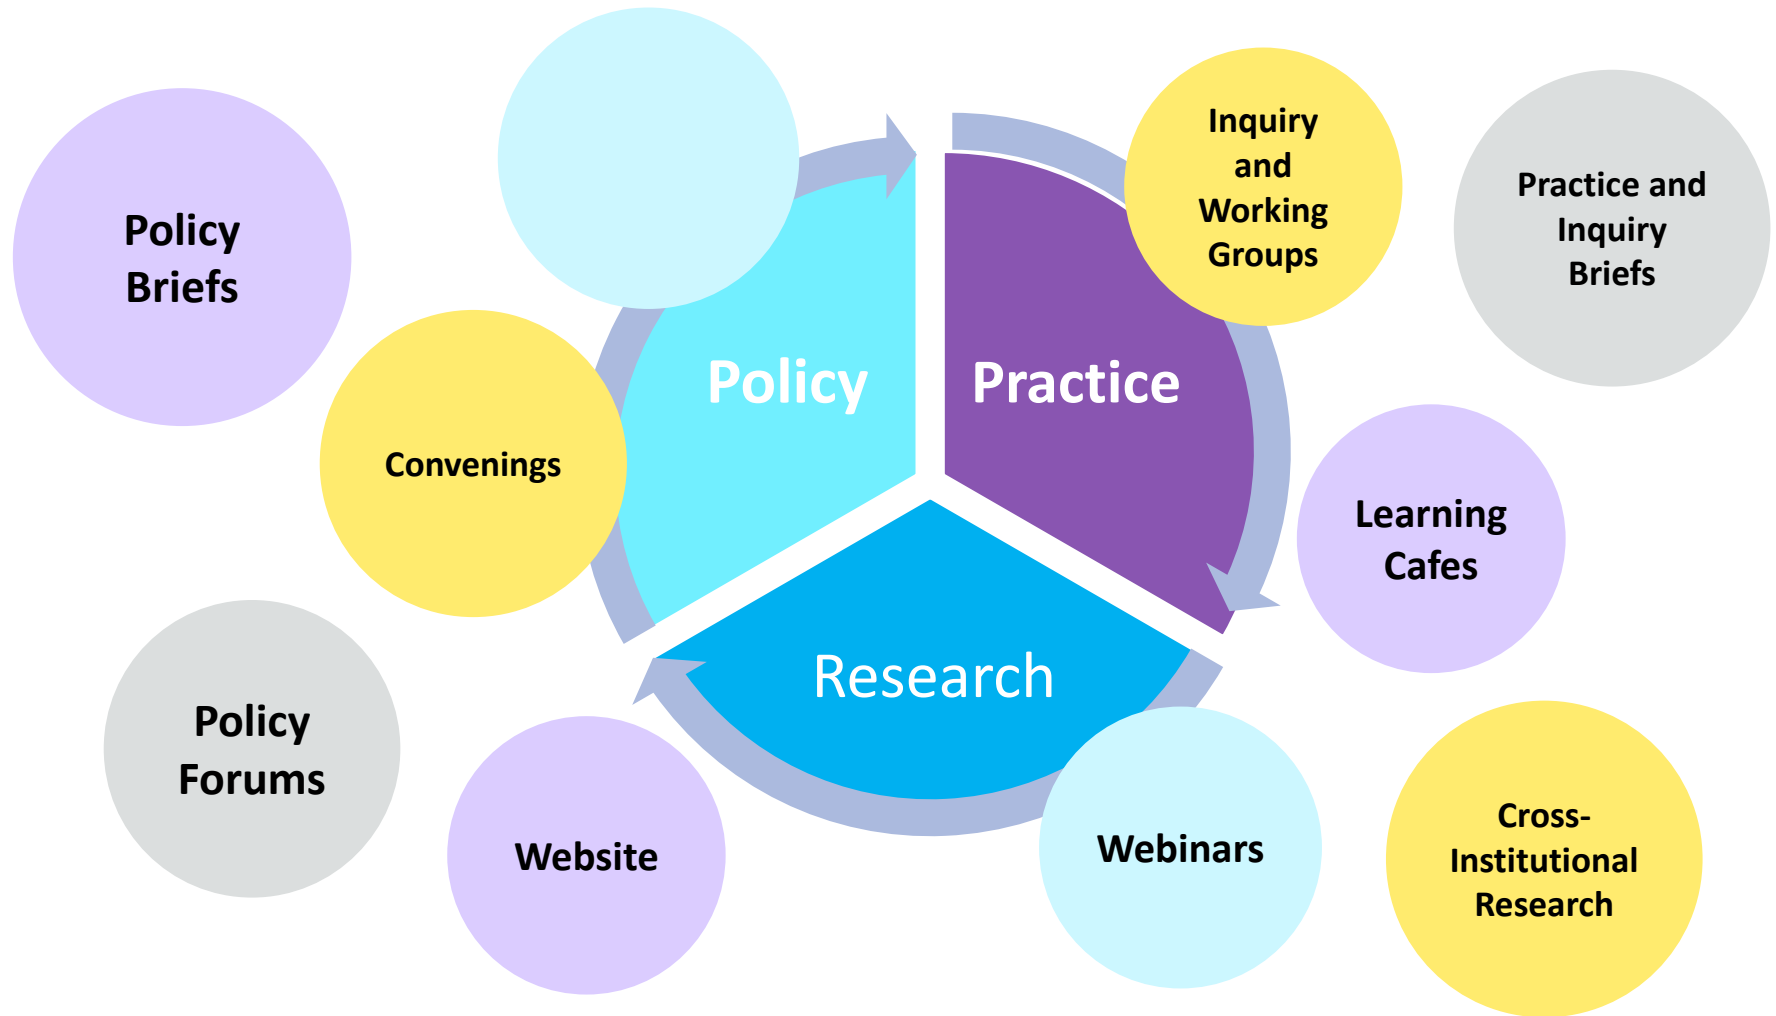 Policy
Briefs
Convenings
Policy
Forums
Website
Policy
Practice
Research
Inquiry
and
Working
Groups
Practice and
Inquiry
Briefs
Learning
Cafes
Webinars
Cross-
Institutional
Research